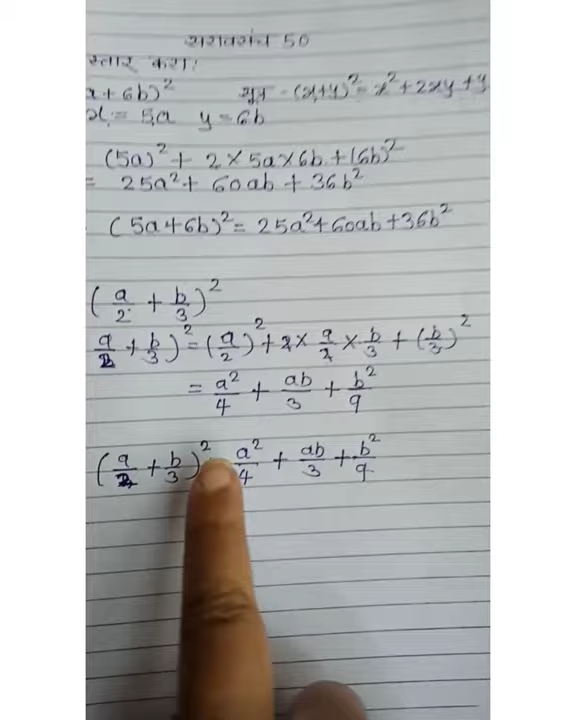 सरावसंच 50
स्तार करा।
a + 6b)² सूत्र - (x+y)² = x² + 2xy + y
x = 5a y = 6b
(5a)² + 2 × 5a × 6b + (6b)²
= 25a² + 60ab + 36b²
(5a + 6b)² = 25a² + 60ab + 36b²
(a/2 + b/3)²
a/2 + b/3)² = (a/2)² + 2 × a/2 × b/3 + (b/3)²
= a²/4 + ab/3 + b²/9
(a/2 + b/3)² a²/4 + ab/3 + b²/9